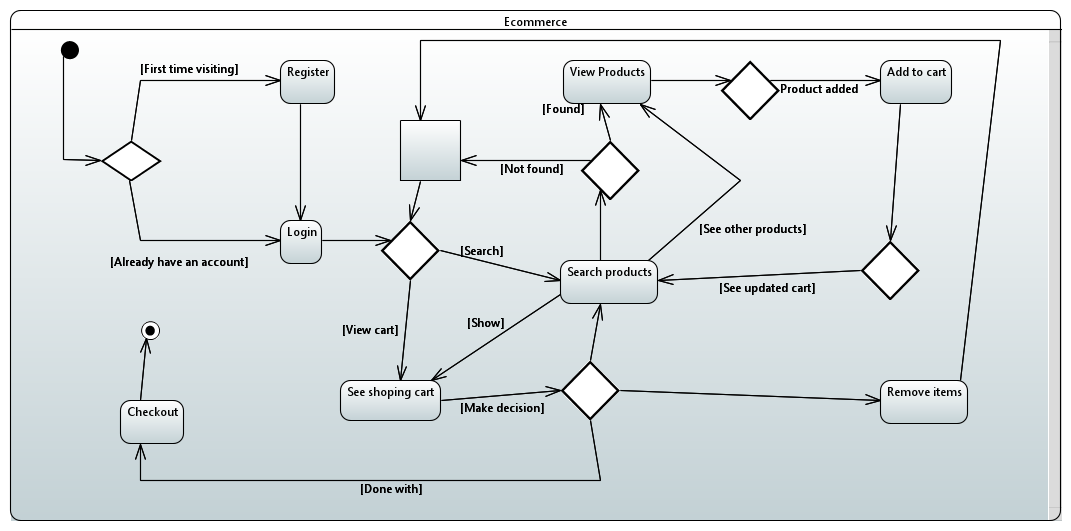 Ecommerce
[First time visiting]
Register
View Products
Add to cart
Product added
[Found]
[Not found]
Login
[Already have an account]
[Search]
Search products
[See other products]
[See updated cart]
[View cart]
[Show]
See shoping cart
[Make decision]
Remove items
Checkout
[Done with]